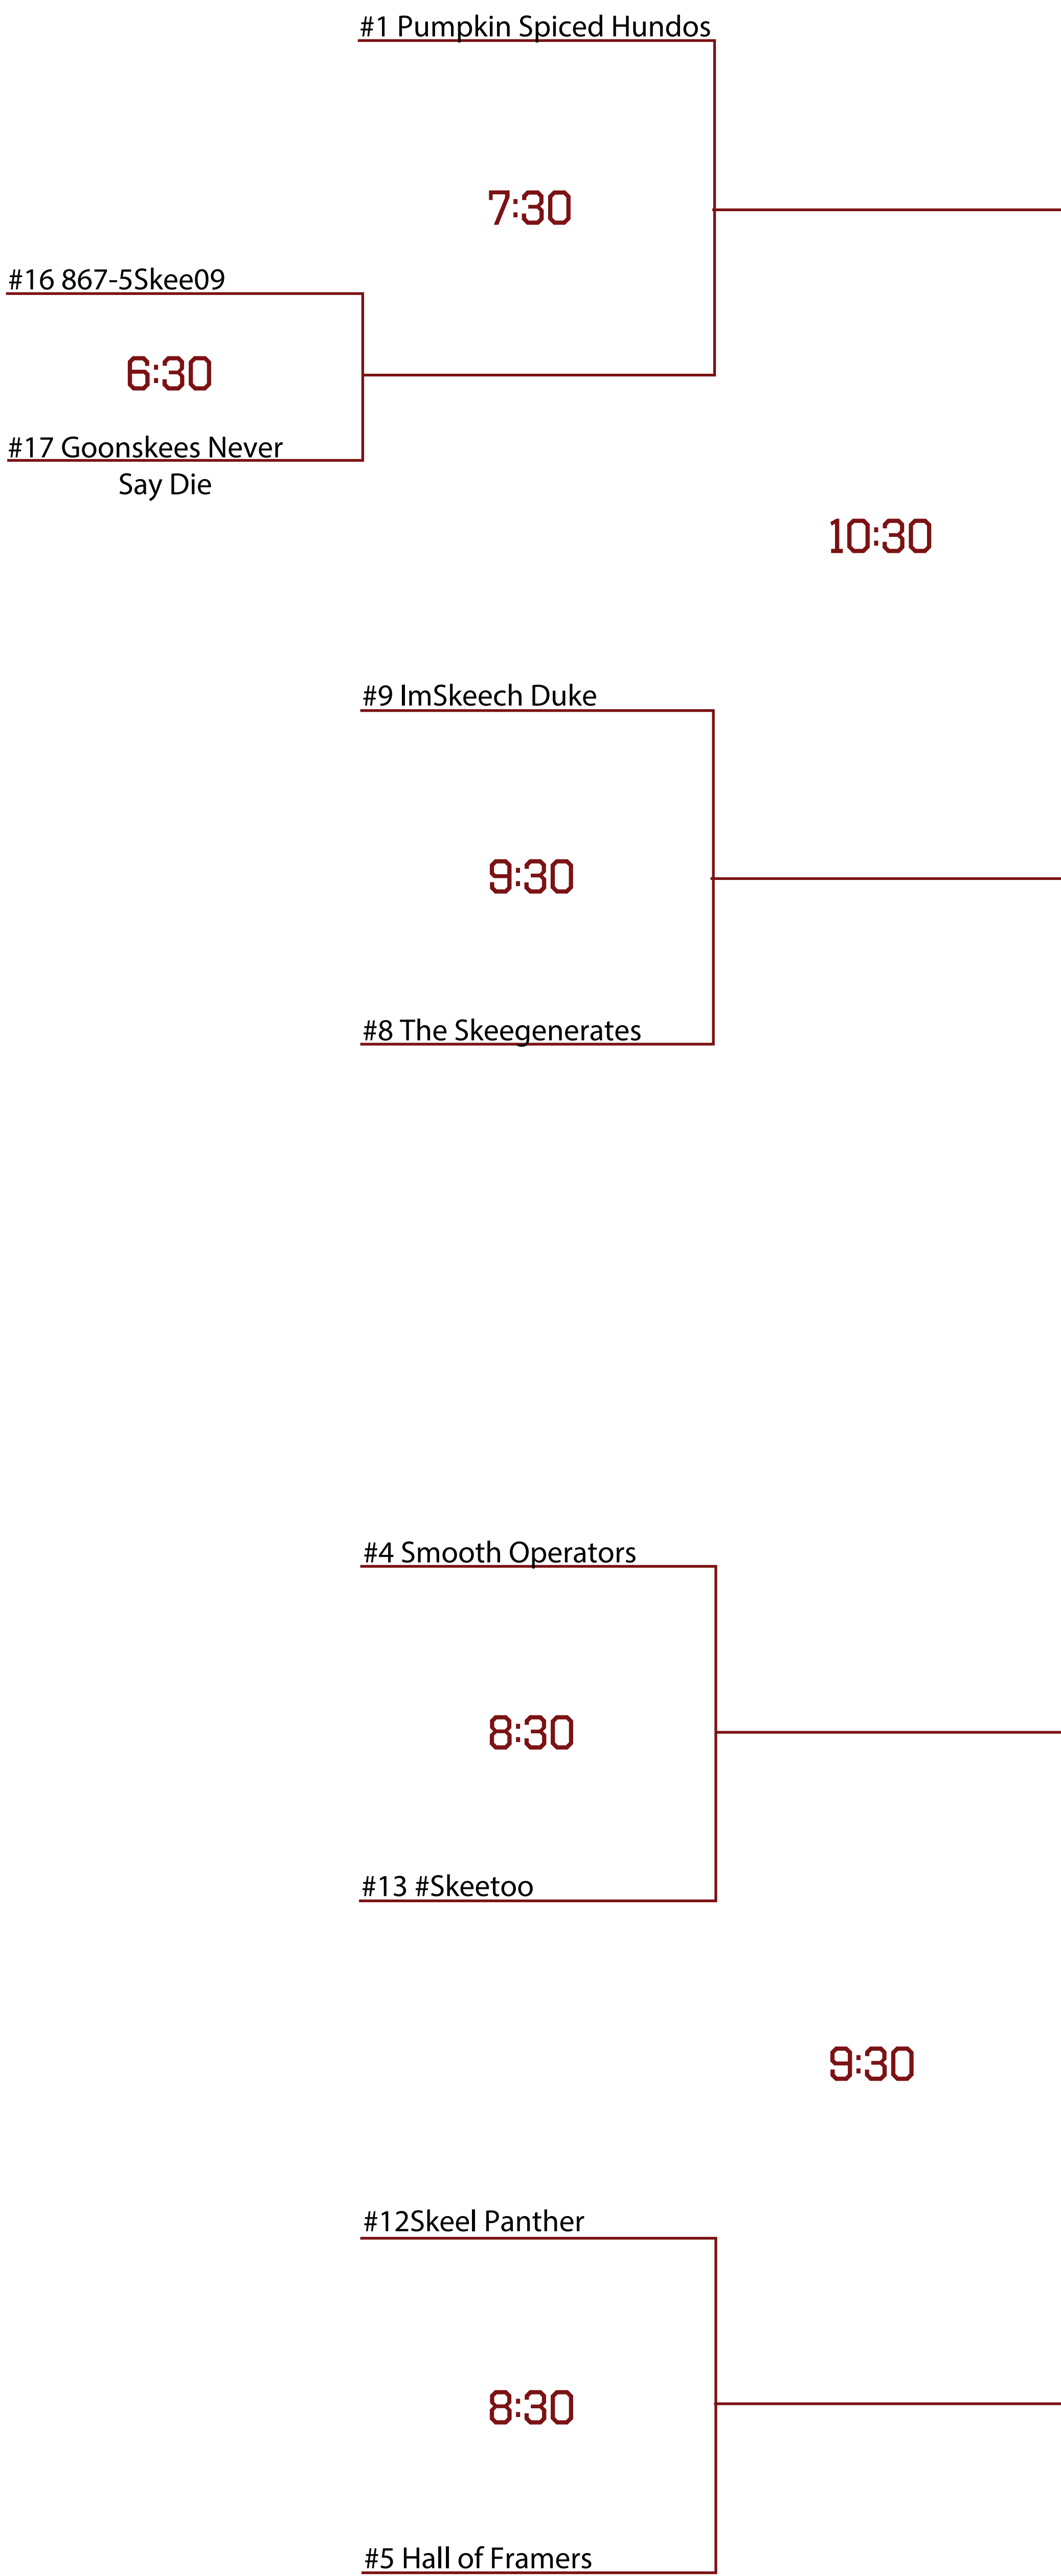 #1 Pumpkin Spiced Hundos
7:30
#16 867-5Skee09
6:30
#17 Goonskees Never
Say Die
10:30
#9 ImSkeech Duke
9:30
#8 The Skeegenerates
#4 Smooth Operators
8:30
#13 #Skeetoo
9:30
#12Skeel Panther
8:30
#5 Hall of Framers